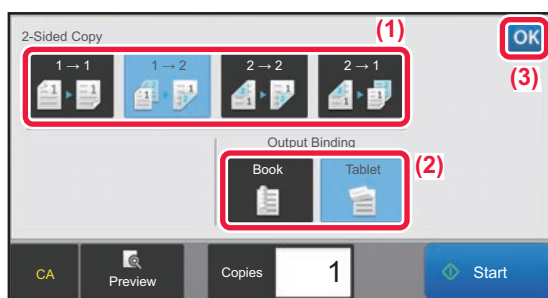 2-Sided Copy
(1)
OK
(3)
1 → 1
1 → 2
2 → 2
2 → 1
Output Binding
(2)
Book
Tablet
CA
Preview
Copies
1
Start